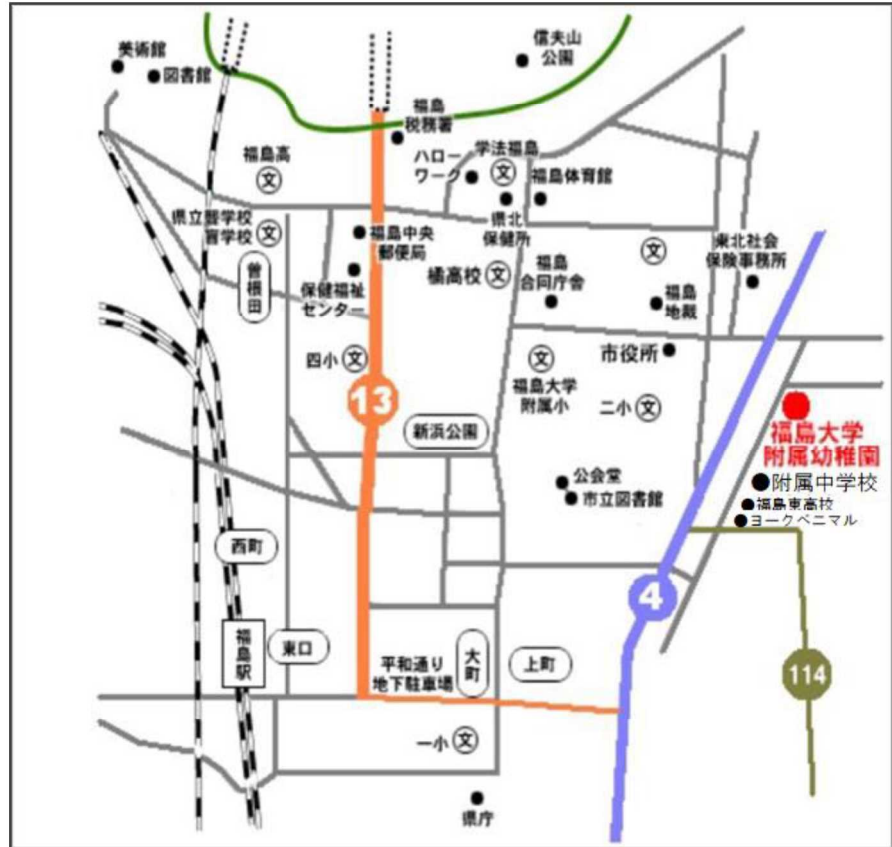 美術館
図書館
信夫山
公園
福島
税務署
福島高
文
ハロー
ワーク
学法福島
文
福島体育館
県立聾学校
盲学校
文
福島中央
郵便局
県北
保健所
文
東北社会
保険事務所
曽根田
保健福祉
センター
橘高校
文
福島
合同庁舎
福島
地裁
四小
文
文
福島大学
附属小
市役所
二小
文
13
新浜公園
福島大学
附属幼稚園
附属中学校
福島東高校
ヨークベニマル
公会堂
市立図書館
西町
4
福島駅
東口
平和通り
地下駐車場
大町
上町
114
一小
文
県庁